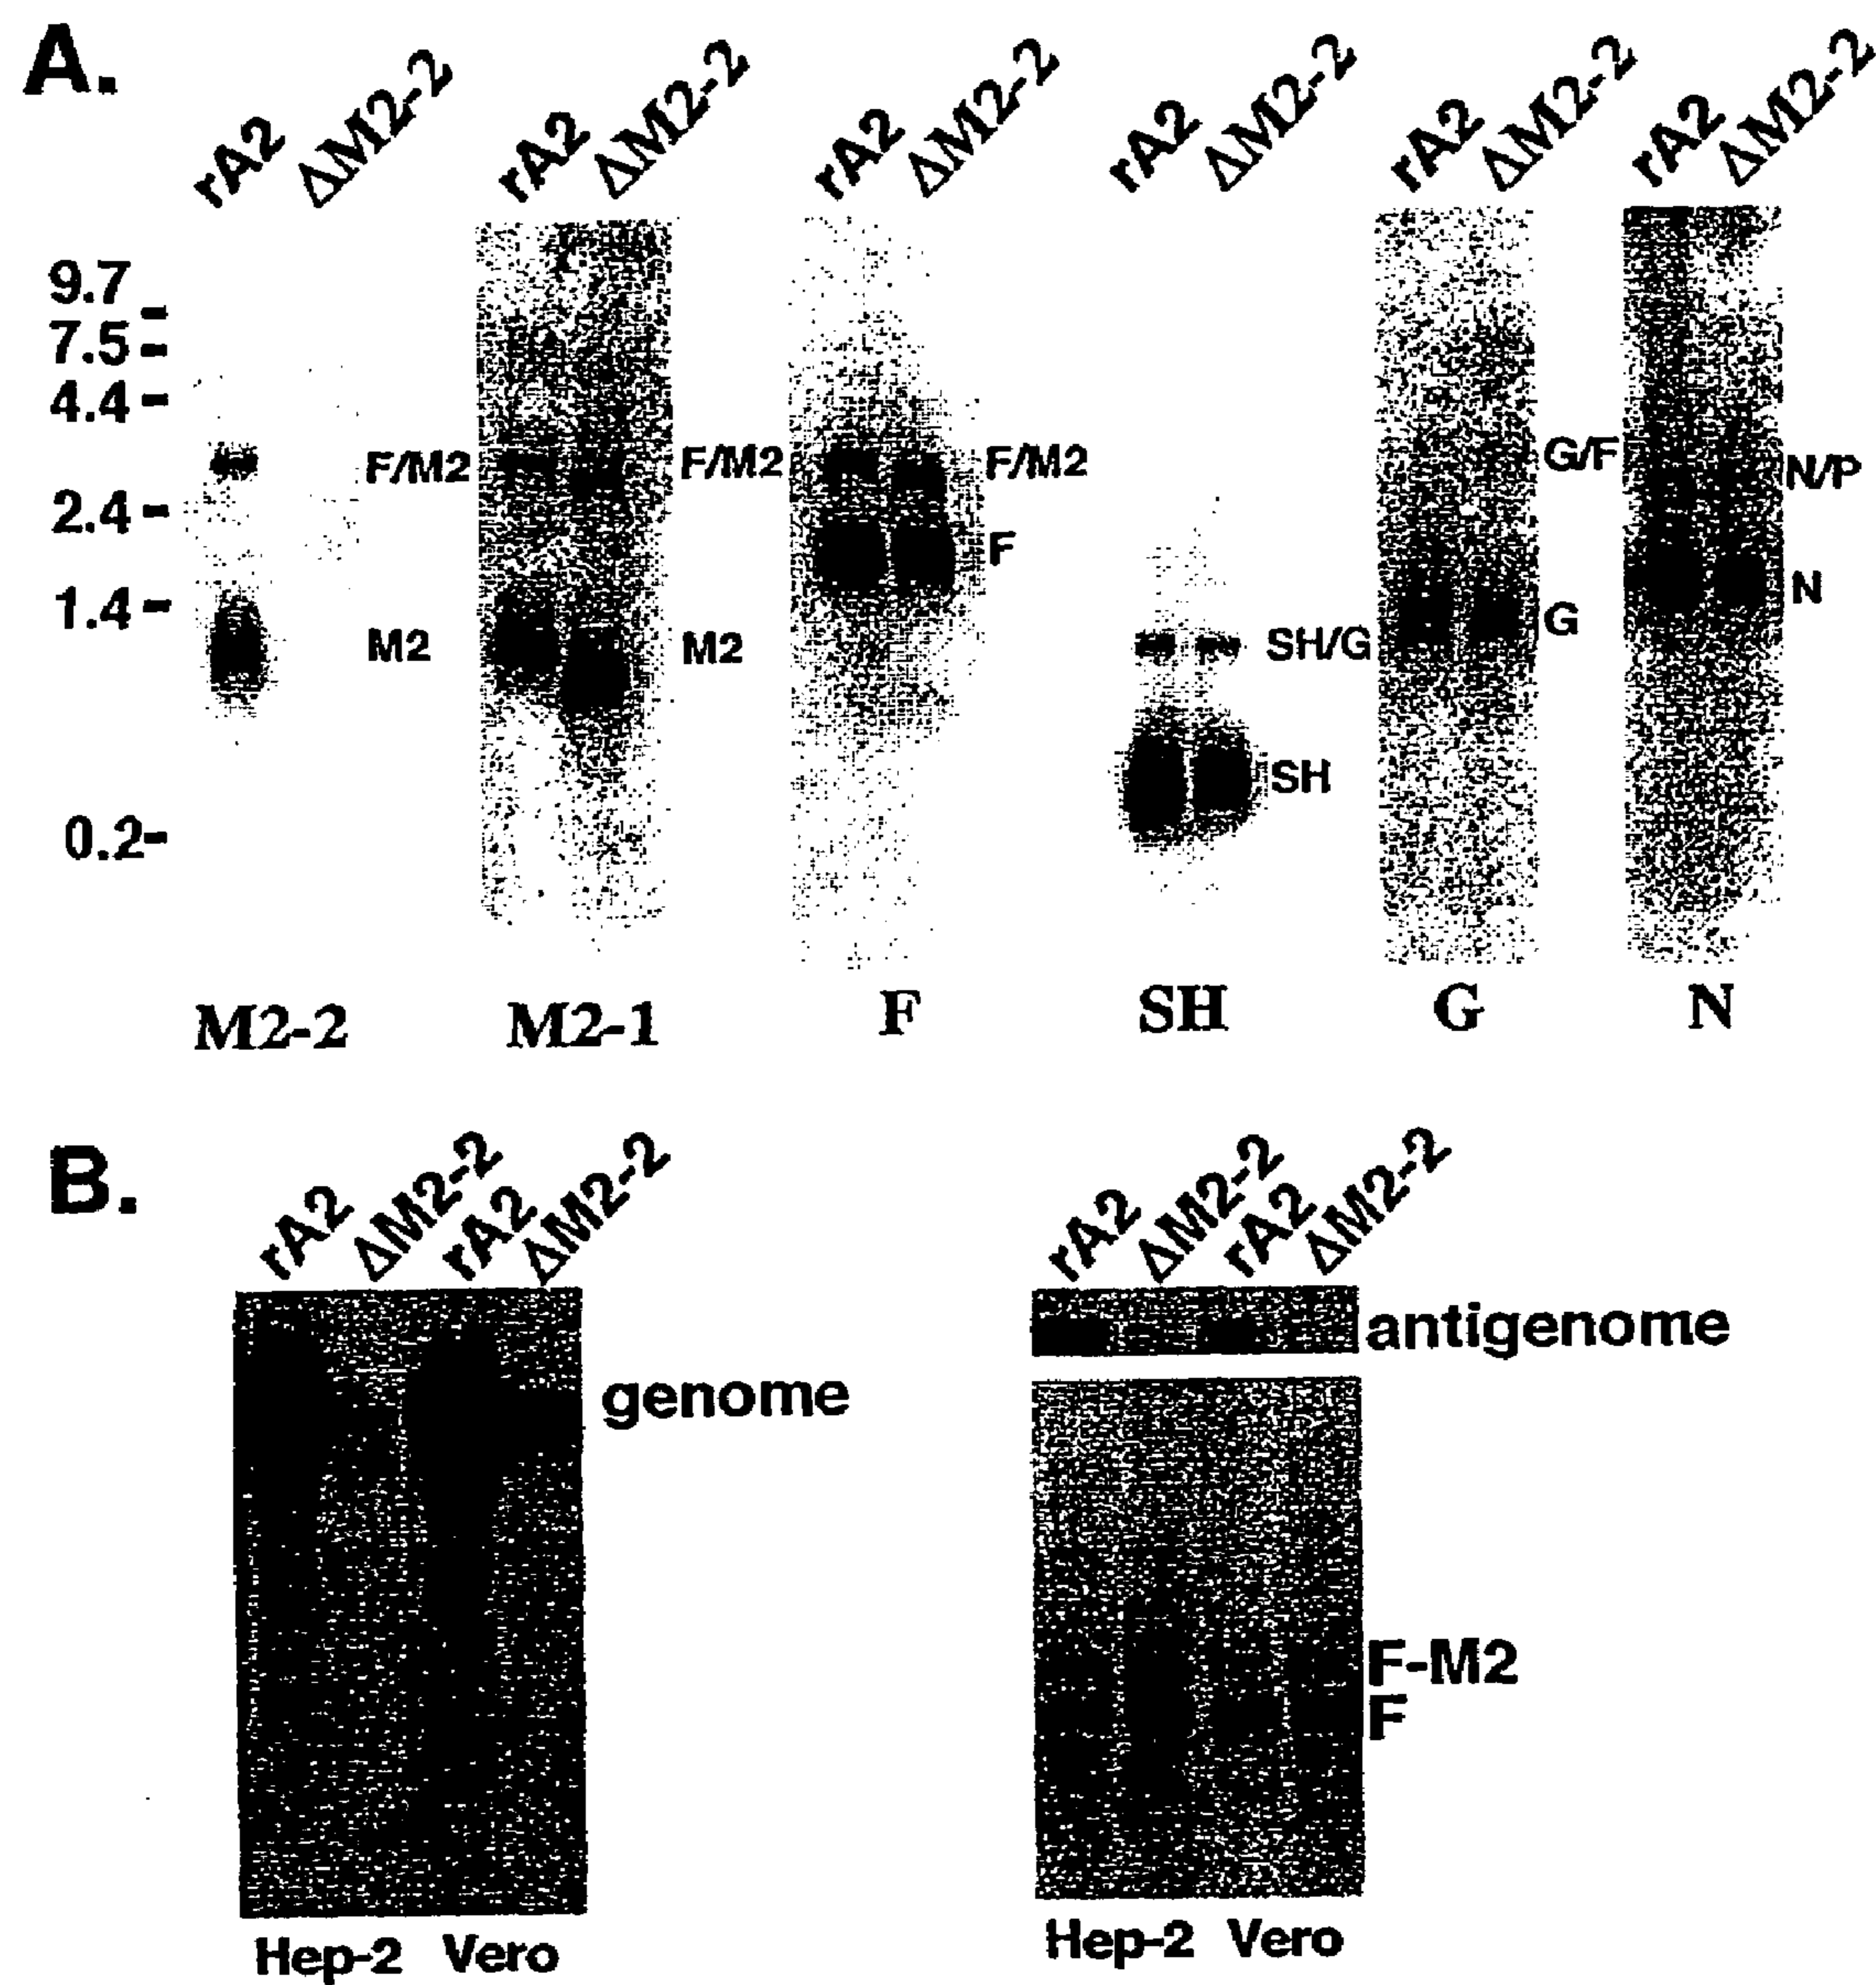 A.
rA2 ΔM2-2 rA2 ΔM2-2 rA2 ΔM2-2 rA2 ΔM2-2 rA2 ΔM2-2 rA2 ΔM2-2
9.7
7.5
4.4
F/M2 F/M2 F/M2 G/F N/P
2.4
F
1.4
M2 M2 SH/G G N
SH
0.2
M2-2 M2-1 F SH G N
B.
rA2 ΔM2-2 rA2 ΔM2-2
genome
Hep-2 Vero
rA2 ΔM2-2 rA2 ΔM2-2
antigenome
F-M2
F
Hep-2 Vero